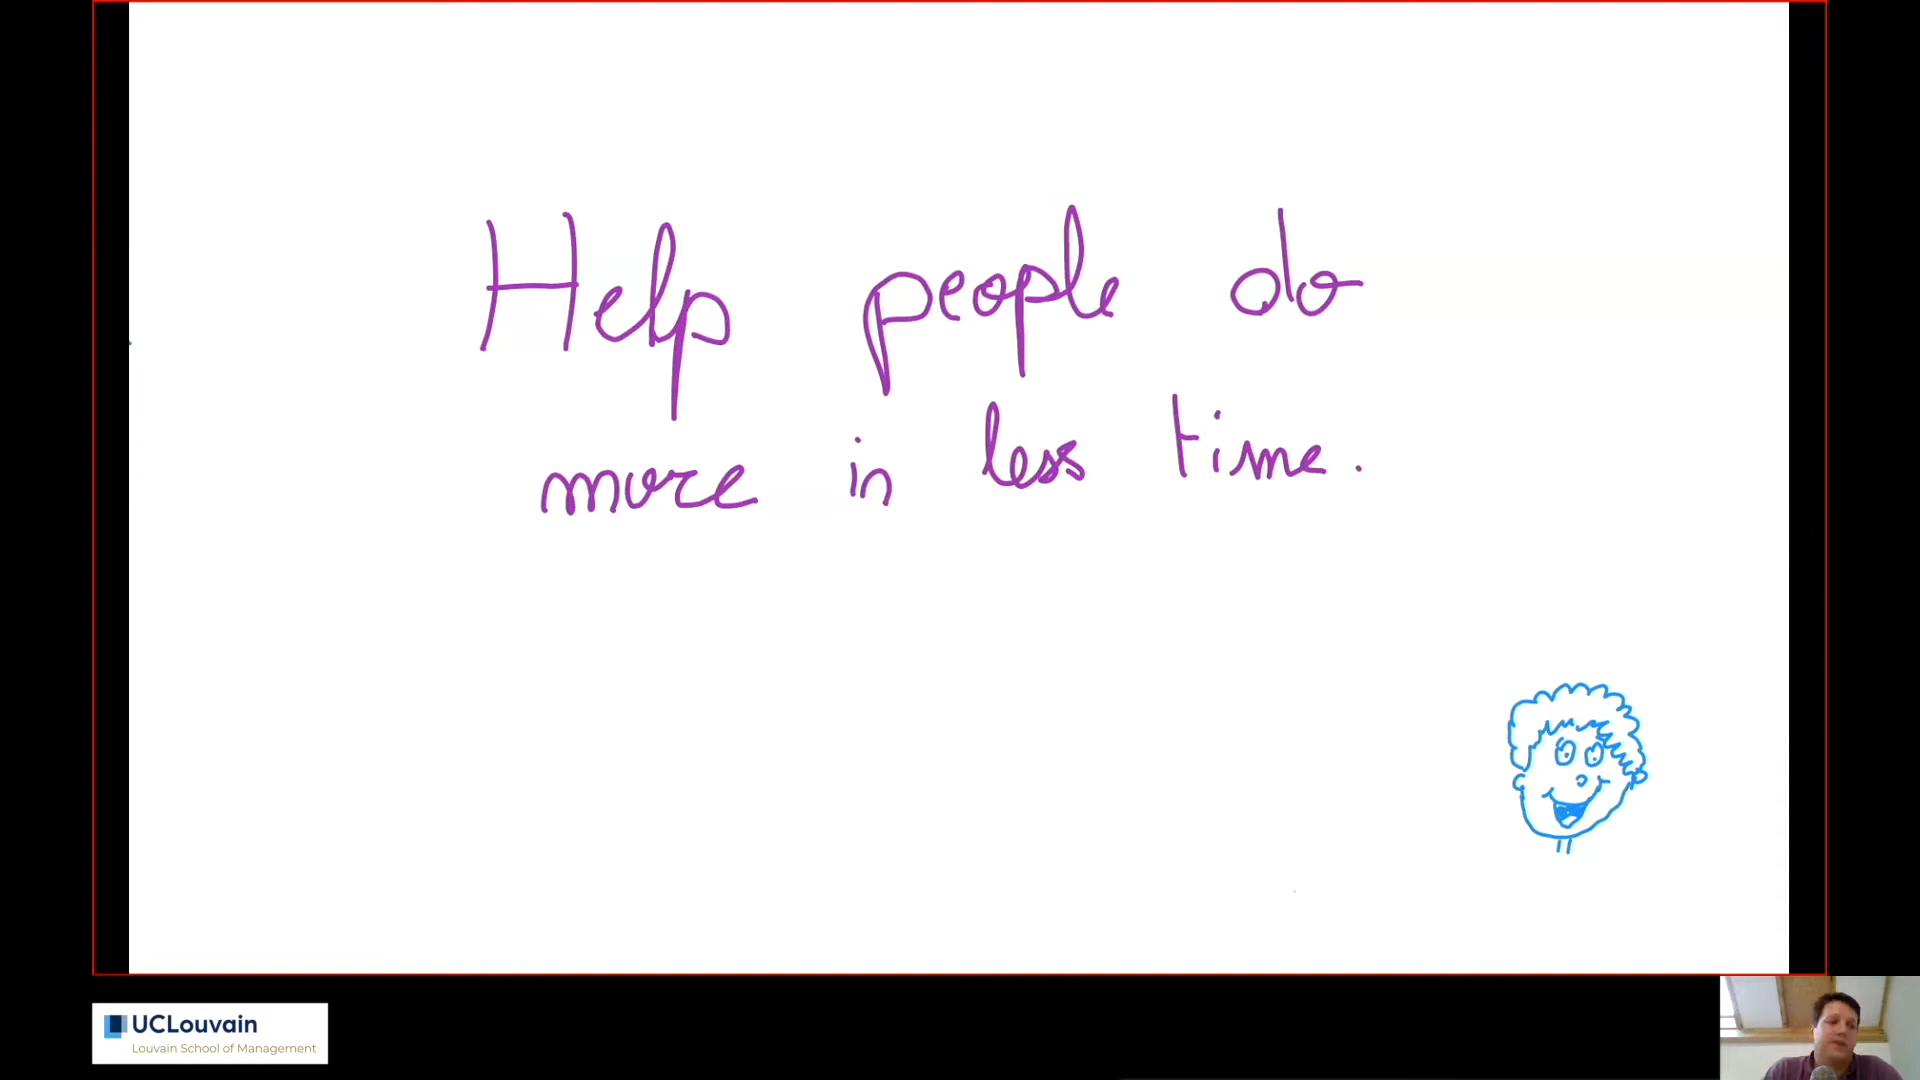 Help people do
more in less time.
UCLouvain
Louvain School of Management